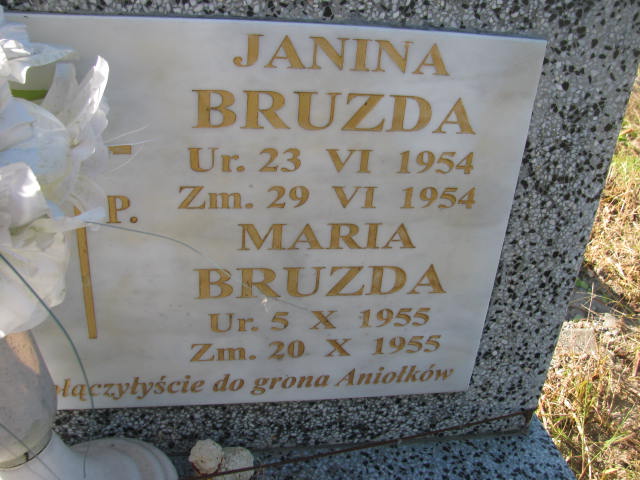 JANINA
BRUZDA
Ur. 23 VI 1954
Zm. 29 VI 1954
P.
MARIA
BRUZDA
Ur. 5 X 1955
Zm. 20 X 1955
do grona Aniołków